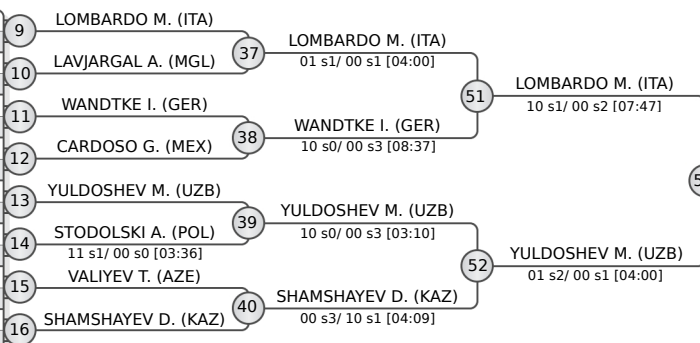 9
LOMBARDO M. (ITA)
10
LAVJARGAL A. (MGL)
37
LOMBARDO M. (ITA)
01 s1/ 00 s1 [04:00]
11
WANDTKE I. (GER)
12
CARDOSO G. (MEX)
38
WANDTKE I. (GER)
10 s0/ 00 s3 [08:37]
51
LOMBARDO M. (ITA)
10 s1/ 00 s2 [07:47]
13
YULDOSHEV M. (UZB)
14
STODOLSKI A. (POL)
11 s1/ 00 s0 [03:36]
39
YULDOSHEV M. (UZB)
10 s0/ 00 s3 [03:10]
15
VALIYEV T. (AZE)
16
SHAMSHAYEV D. (KAZ)
40
SHAMSHAYEV D. (KAZ)
00 s3/ 10 s1 [04:09]
52
YULDOSHEV M. (UZB)
01 s2/ 00 s1 [04:00]